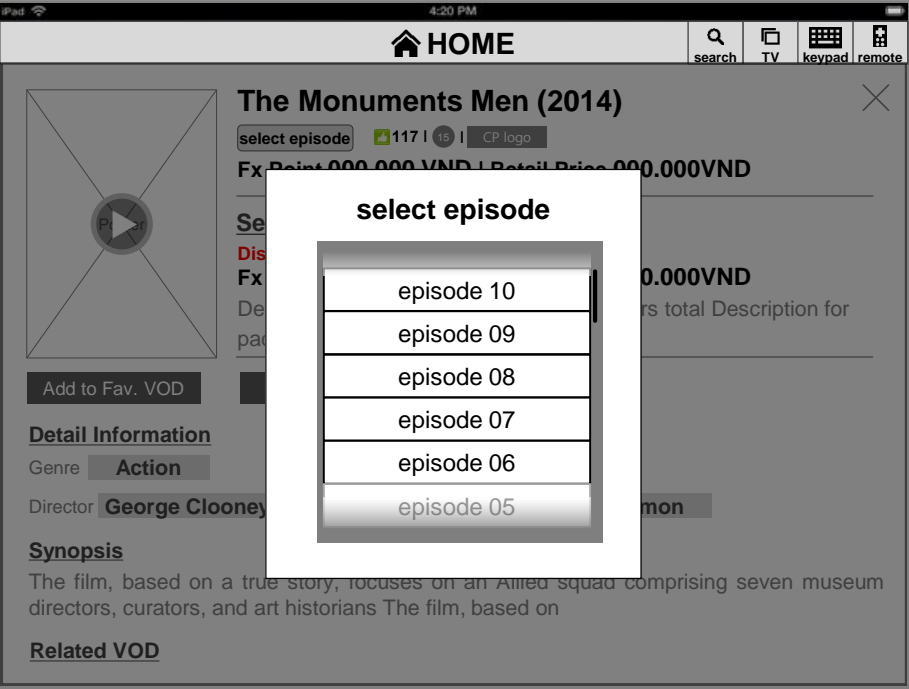 iPad 4:20 PM
HOME
search TV keypad remote
The Monuments Men (2014)
select episode 117 I 15 I CP logo
Fx Point 000.000 VND | Retail Price 000.000VND
select episode
Se
Dis
Fx 0.000VND
De rs total Description for
pac
episode 10
episode 09
episode 08
episode 07
episode 06
episode 05
Add to Fav. VOD
Detail Information
Genre Action
Director George Clooney mon
Synopsis
The film, based on a true story, focuses on an Allied squad comprising seven museum
directors, curators, and art historians The film, based on
Related VOD